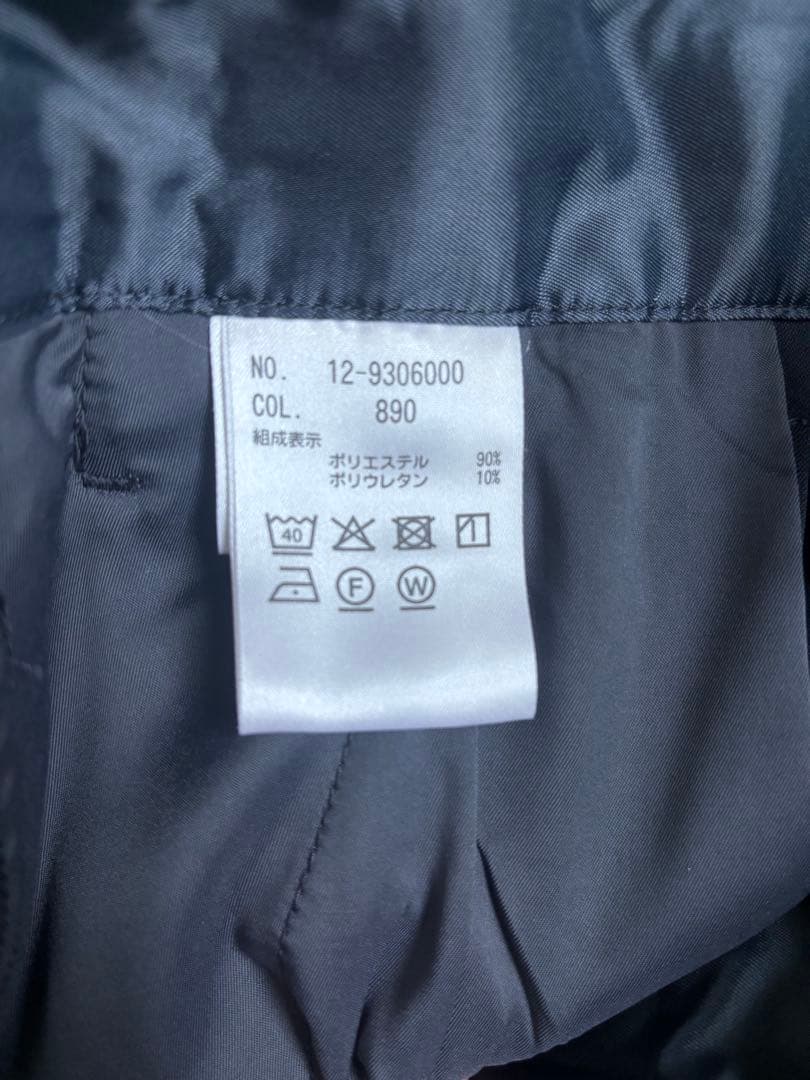 NO. 12-9306000
COL. 890
組成表示
ポリエステル 90%
ポリウレタン 10%
40
F W